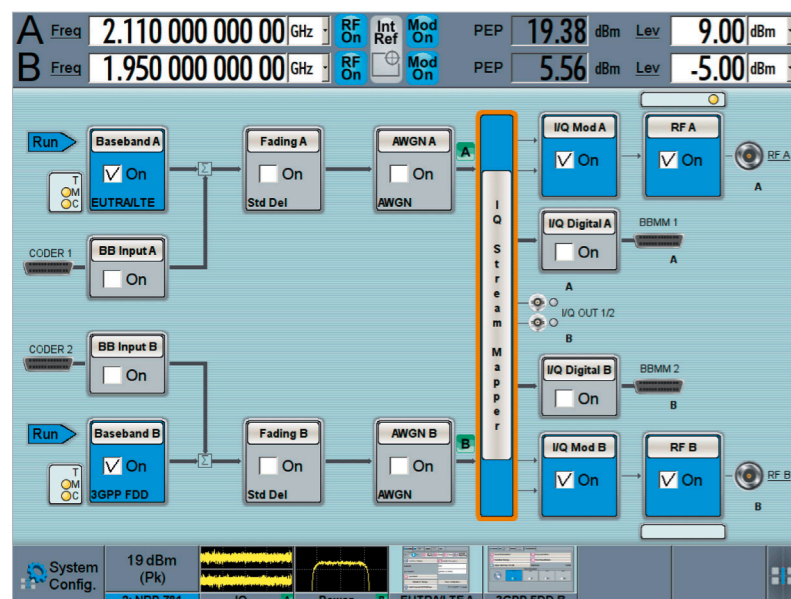 A Freq 2.110 000 000 00 GHz RF On Int Ref Mod On PEP 19.38 dBm Lev 9.00 dBm
B Freq 1.950 000 000 00 GHz RF On Mod On PEP 5.56 dBm Lev -5.00 dBm
Run Baseband A On EUTRA/LTE
T M C
Fading A On Std Del
AWGN A On AWGN
A
I/Q Mod A On
RF A On
RF A
A
CODER 1
BB Input A On
I/Q Digital A On
BBMM 1
A
A
I/Q OUT 1/2
B
IQ Stream Mapper
CODER 2
BB Input B On
I/Q Digital B On
BBMM 2
B
Run Baseband B On 3GPP FDD
T M C
Fading B On Std Del
AWGN B On AWGN
B
I/Q Mod B On
RF B On
RF B
B
System Config.
19 dBm (Pk)